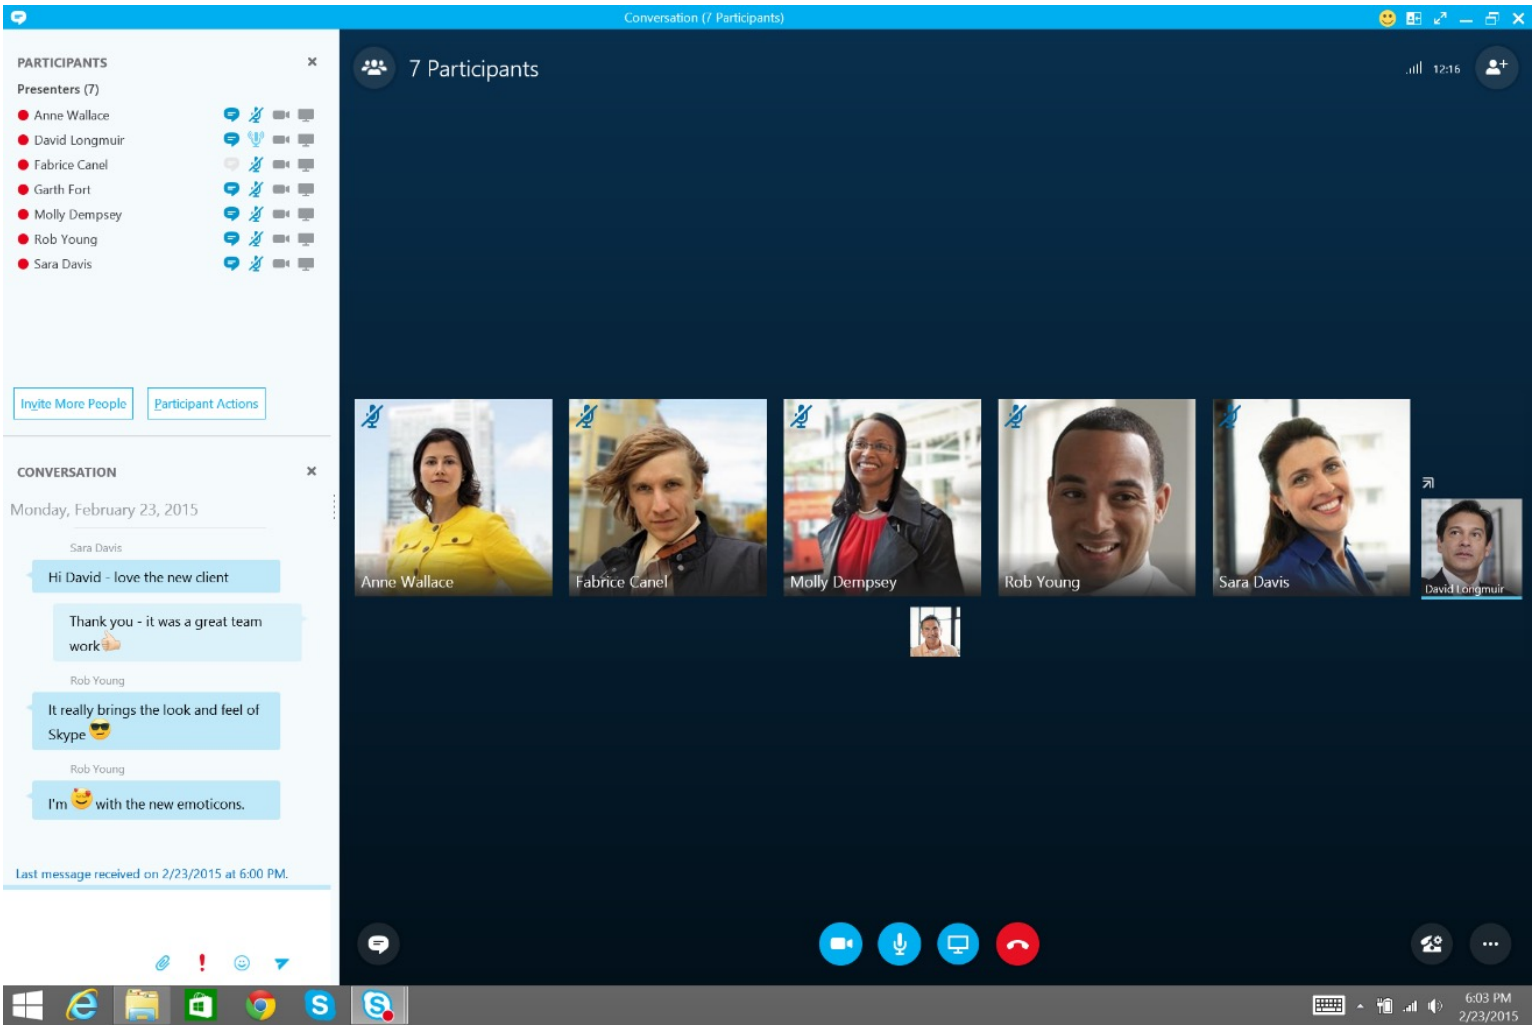 Conversation (7 Participants)
PARTICIPANTS
Presenters (7)
Anne Wallace
David Longmuir
Fabrice Canel
Garth Fort
Molly Dempsey
Rob Young
Sara Davis
Invite More People
Participant Actions
CONVERSATION
Monday, February 23, 2015
Sara Davis
Hi David - love the new client
Thank you - it was a great team
work👍
Rob Young
It really brings the look and feel of
Skype 😎
Rob Young
I'm 🥰 with the new emoticons.
Last message received on 2/23/2015 at 6:00 PM.
7 Participants
12:16
Anne Wallace
Fabrice Canel
Molly Dempsey
Rob Young
Sara Davis
David Longmuir
6:03 PM
2/23/2015